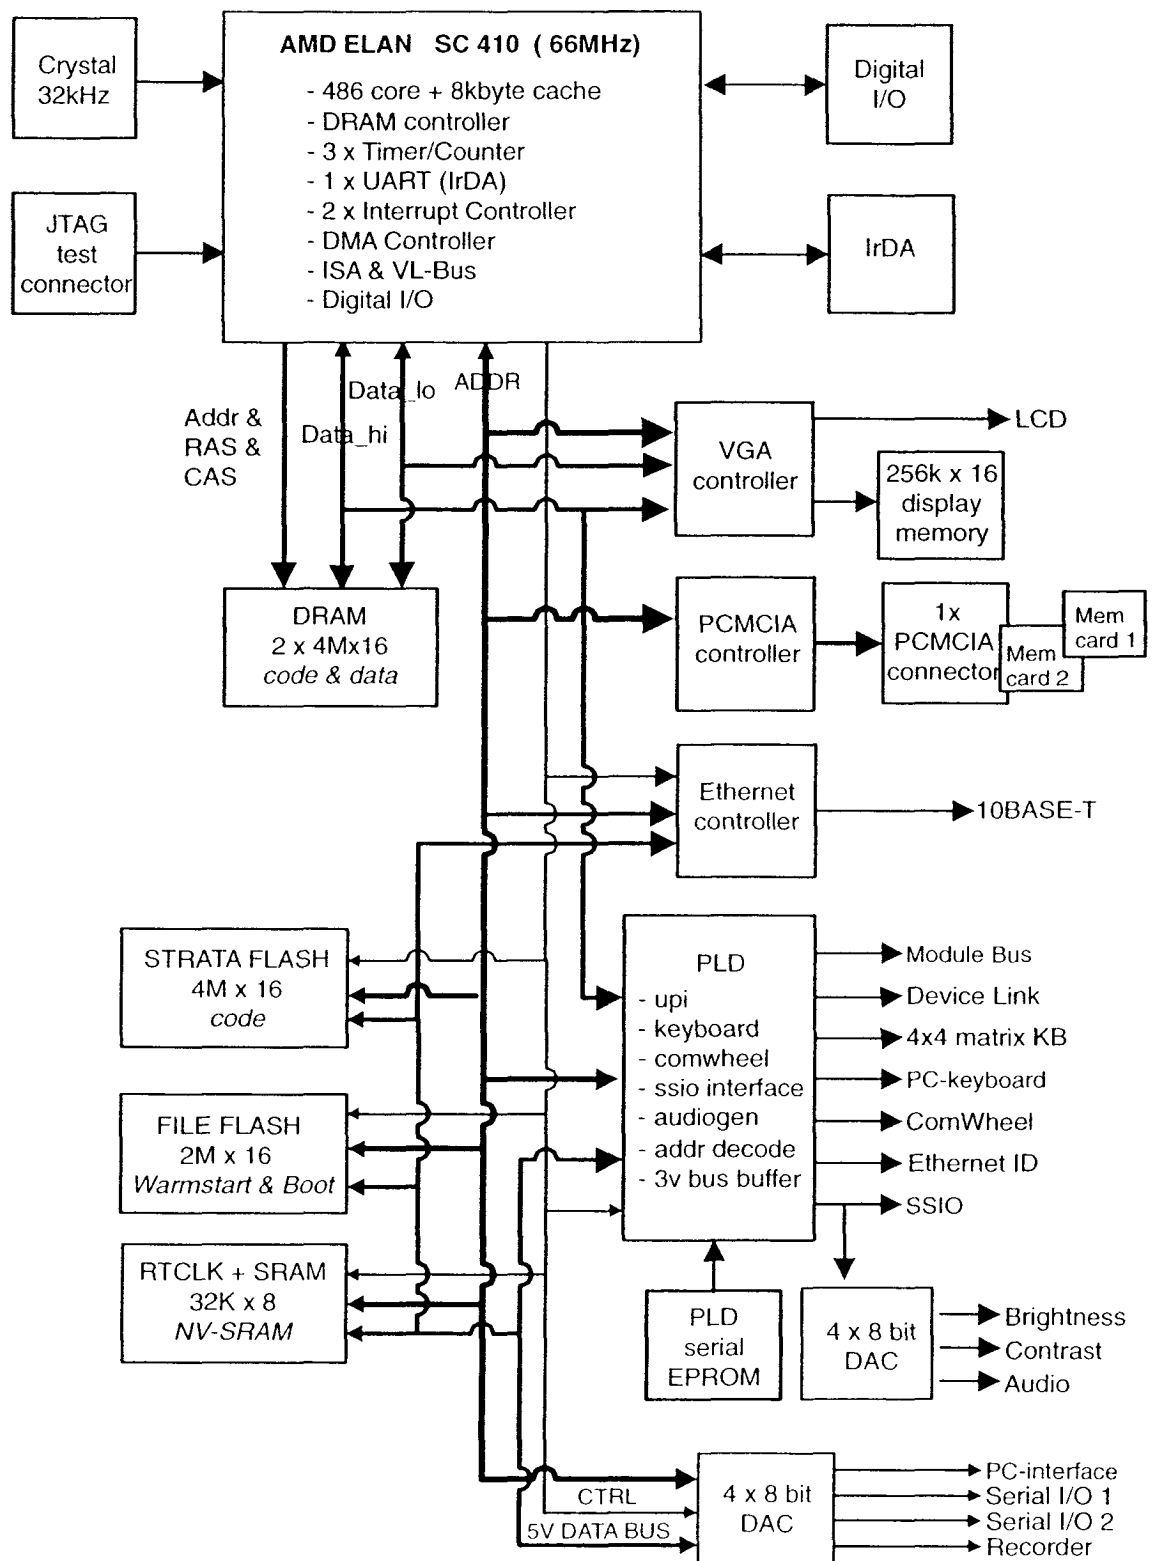 Crystal
32kHz
AMD ELAN SC 410 ( 66MHz)
- 486 core + 8kbyte cache
- DRAM controller
- 3 x Timer/Counter
- 1 x UART (IrDA)
- 2 x Interrupt Controller
- DMA Controller
- ISA & VL-Bus
- Digital I/O
Digital
I/O
JTAG
test
connector
IrDA
Addr &
RAS &
CAS
Data_hi
Data_lo
ADDR
VGA
controller
LCD
256k x 16
display
memory
DRAM
2 x 4Mx16
code & data
PCMCIA
controller
1x
PCMCIA
connector
Mem
card 1
Mem
card 2
Ethernet
controller
10BASE-T
STRATA FLASH
4M x 16
code
FILE FLASH
2M x 16
Warmstart & Boot
RTCLK + SRAM
32K x 8
NV-SRAM
PLD
- upi
- keyboard
- comwheel
- ssio interface
- audiogen
- addr decode
- 3v bus buffer
Module Bus
Device Link
4x4 matrix KB
PC-keyboard
ComWheel
Ethernet ID
SSIO
PLD
serial
EPROM
4 x 8 bit
DAC
Brightness
Contrast
Audio
CTRL
5V DATA BUS
4 x 8 bit
DAC
PC-interface
Serial I/O 1
Serial I/O 2
Recorder